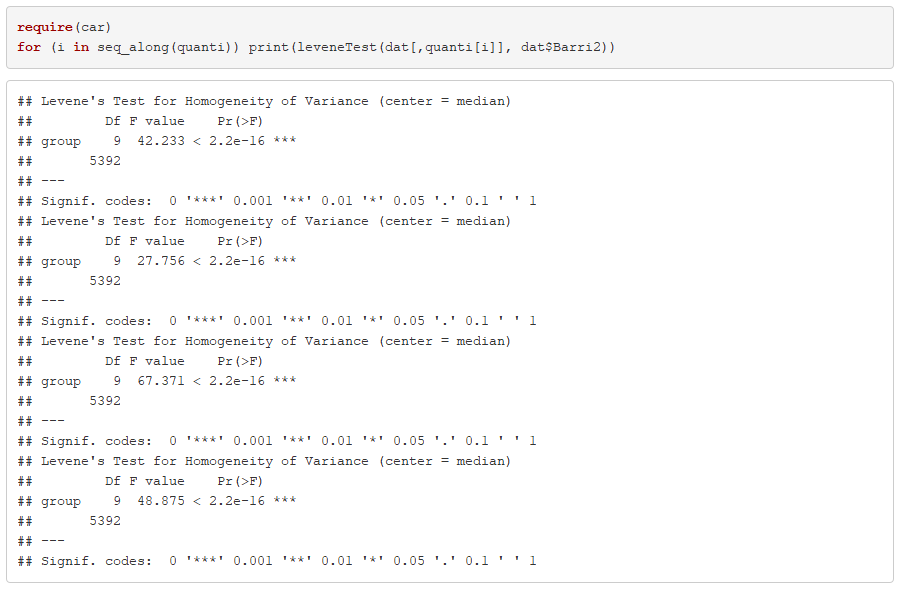 require(car)
for (i in seq_along(quanti)) print(leveneTest(dat[,quanti[i]], dat$Barri2))
## Levene's Test for Homogeneity of Variance (center = median)
##         Df F value    Pr(>F)
## group    9  42.233 < 2.2e-16 ***
##       5392
## ---
## Signif. codes:  0 '***' 0.001 '**' 0.01 '*' 0.05 '.' 0.1 ' ' 1
## Levene's Test for Homogeneity of Variance (center = median)
##         Df F value    Pr(>F)
## group    9  27.756 < 2.2e-16 ***
##       5392
## ---
## Signif. codes:  0 '***' 0.001 '**' 0.01 '*' 0.05 '.' 0.1 ' ' 1
## Levene's Test for Homogeneity of Variance (center = median)
##         Df F value    Pr(>F)
## group    9  67.371 < 2.2e-16 ***
##       5392
## ---
## Signif. codes:  0 '***' 0.001 '**' 0.01 '*' 0.05 '.' 0.1 ' ' 1
## Levene's Test for Homogeneity of Variance (center = median)
##         Df F value    Pr(>F)
## group    9  48.875 < 2.2e-16 ***
##       5392
## ---
## Signif. codes:  0 '***' 0.001 '**' 0.01 '*' 0.05 '.' 0.1 ' ' 1